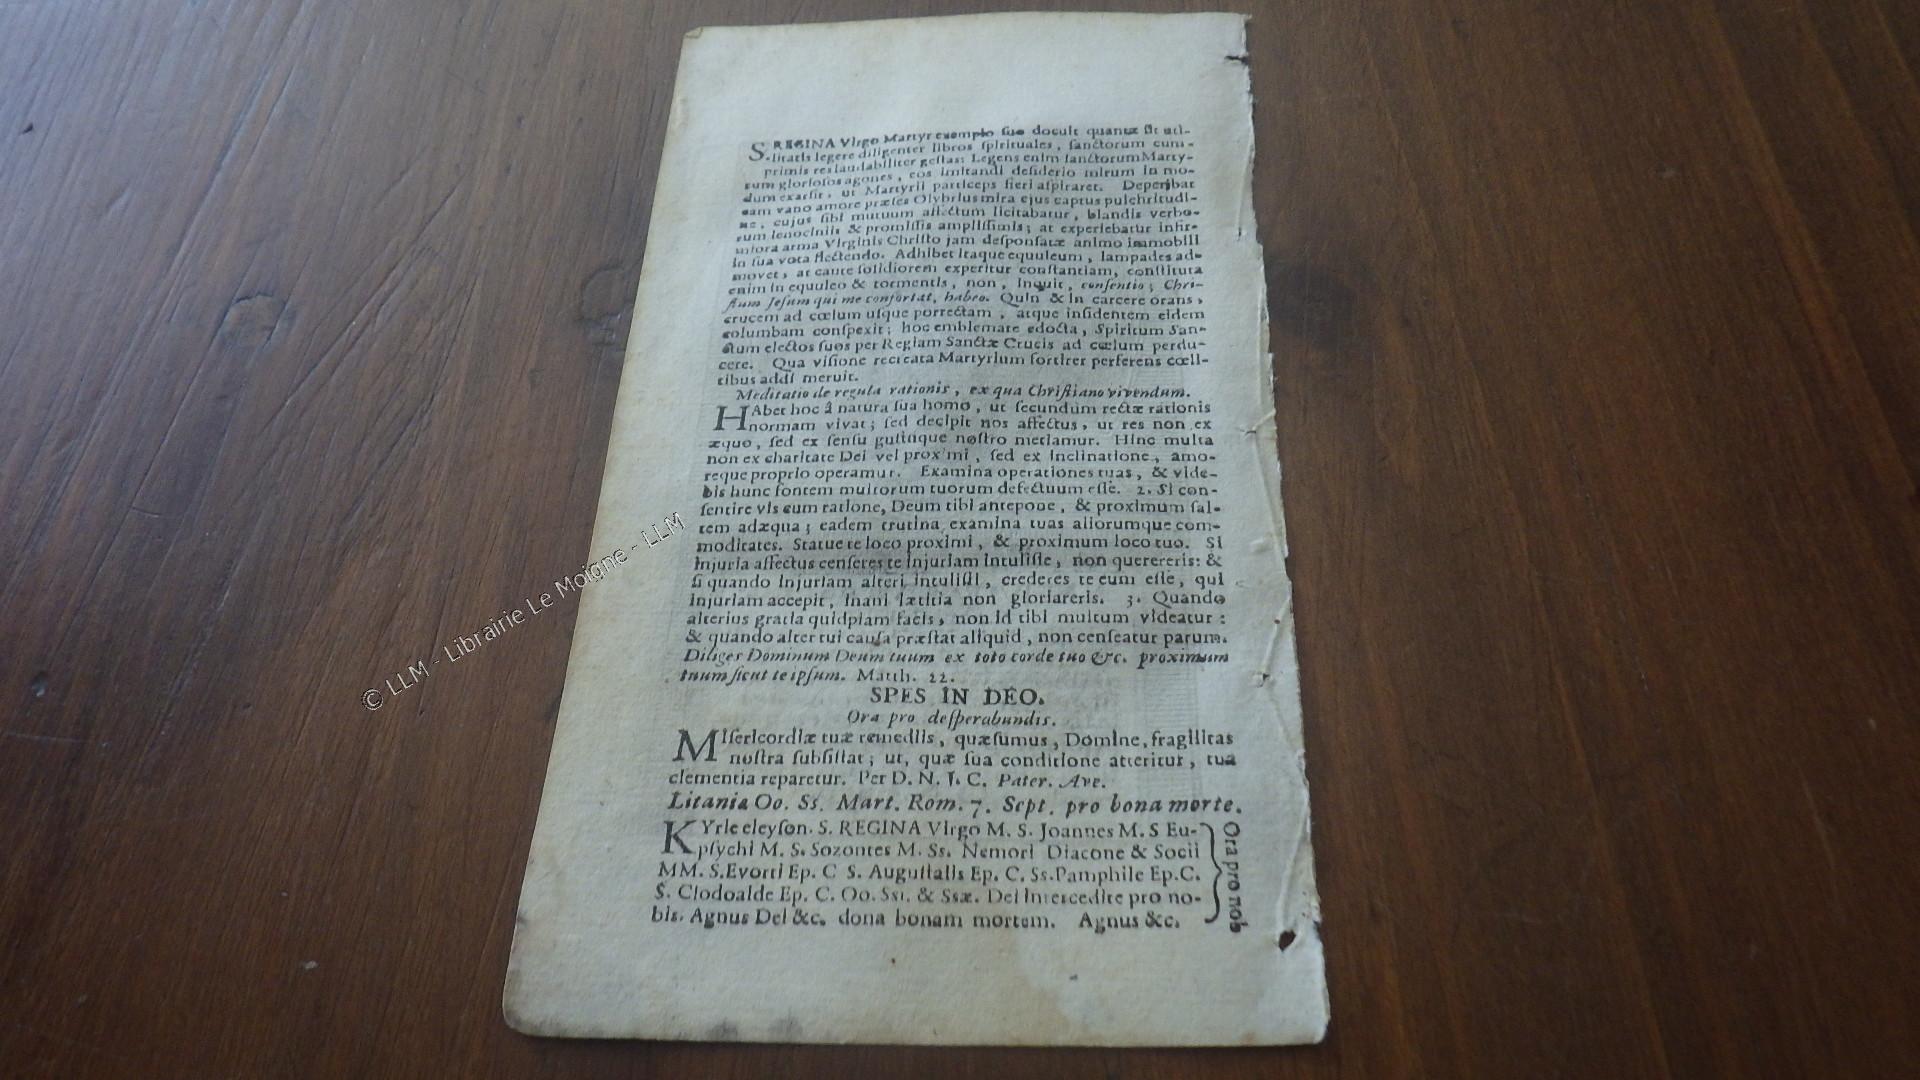 S. REGINA Virgo Martyr exemplo suo docuit quantæ sit uti-
litatis legere diligenter libros ſpirituales, ſanctorum cum-
primis res laudabiliter geſtas: Legens enim ſanctorum Marty-
rum glorioſos agones, eos imitandi deſiderio mirum in mo-
dum exarſit, ut Martyrii particeps fieri aſpiraret. Deperibat
eam vano amore præſes Olybrius mira ejus captus pulchritudi-
ne, cujus ſibi mutuum affectum licitabatur, blandis verbo-
rum lenociniis & promiſſis ampliſſimis; at experiebatur infir-
miora arma Virginis Chriſto jam deſponſatæ animo immobili
in ſua vota flectendo. Adhibet itaque equuleum, lampades ad-
movet, at caute ſolidiorem experitur conſtantiam, conſtituta
enim in equuleo & tormentis, non, inquit, conſentio; Chri-
ſtum Jeſum qui me confortat, habeo. Quin & in carcere orans,
crucem ad cœlum uſque porrectam, atque inſidentem eidem
columbam conſpexit; hoc emblemate edocta, Spiritum San-
ctum electos ſuos per Regiam Sanctæ Crucis ad cœlum perdu-
cere. Qua viſione recreata Martyrium fortirer perferens cœli-
tibus addi meruit.
Meditatio de regula rationis, ex qua Chriſtiano vivendum.
HAbet hoc â natura ſua homo, ut ſecundum rectæ rationis
normam vivat; ſed decipit nos affectus, ut res non ex
æquo, ſed ex ſenſu guſtuque noſtro metiamur. Hinc multa
non ex charitate Dei vel proximi, ſed ex inclinatione, amo-
reque proprio operamur. Examina operationes tuas, & vide-
bis hunc fontem multorum tuorum defectuum eſſe. 2. Si con-
ſentire vis cum ratione, Deum tibi antepone, & proximum ſal-
tem adæqua; eadem trutina examina tuas aliorumque com-
moditates. Statue te loco proximi, & proximum loco tuo. Si
injuria affectus cenſeres te injuriam intuliſſe, non quereréris: &
ſi quando injuriam alteri intuliſti, crederes te eum eſſe, qui
injuriam accepit, inani lætitia non gloriareris. 3. Quando
alterius gratia quidpiam facis, non id tibi multum videatur:
& quando alter tui cauſa præſtat aliquid, non cenſeatur parum.
Diliges Dominum Deum tuum ex toto corde tuo &c. proximum
tuum ſicut te ipſum. Matth. 22.
SPES IN DEO.
Ora pro deſperabundis.
MIſericordiæ tuæ remediis, quæſumus, Domine, fragilitas
noſtra ſubſiſtat; ut, quæ ſua conditione atteritur, tua
clementia reparetur. Per D. N. J. C. Pater. Ave.
Litania Oo. Ss. Mart. Rom. 7. Sept. pro bona morte.
KYrie eleyſon. S. REGINA Virgo M. S. Joannes M. S Eu-
pſychi M. S. Sozontes M. Ss. Nemori Diacone & Socii
MM. S. Evorti Ep. C S. Auguſtalis Ep. C. Ss. Pamphile Ep. C.
S. Clodoalde Ep. C. Oo. Sst. & Ssæ. Dei Intercedite pro no-
bis. Agnus Dei &c. dona bonam mortem. Agnus &c.
Ora pro nob
© LLM - Librairie Le Moigne - LLM